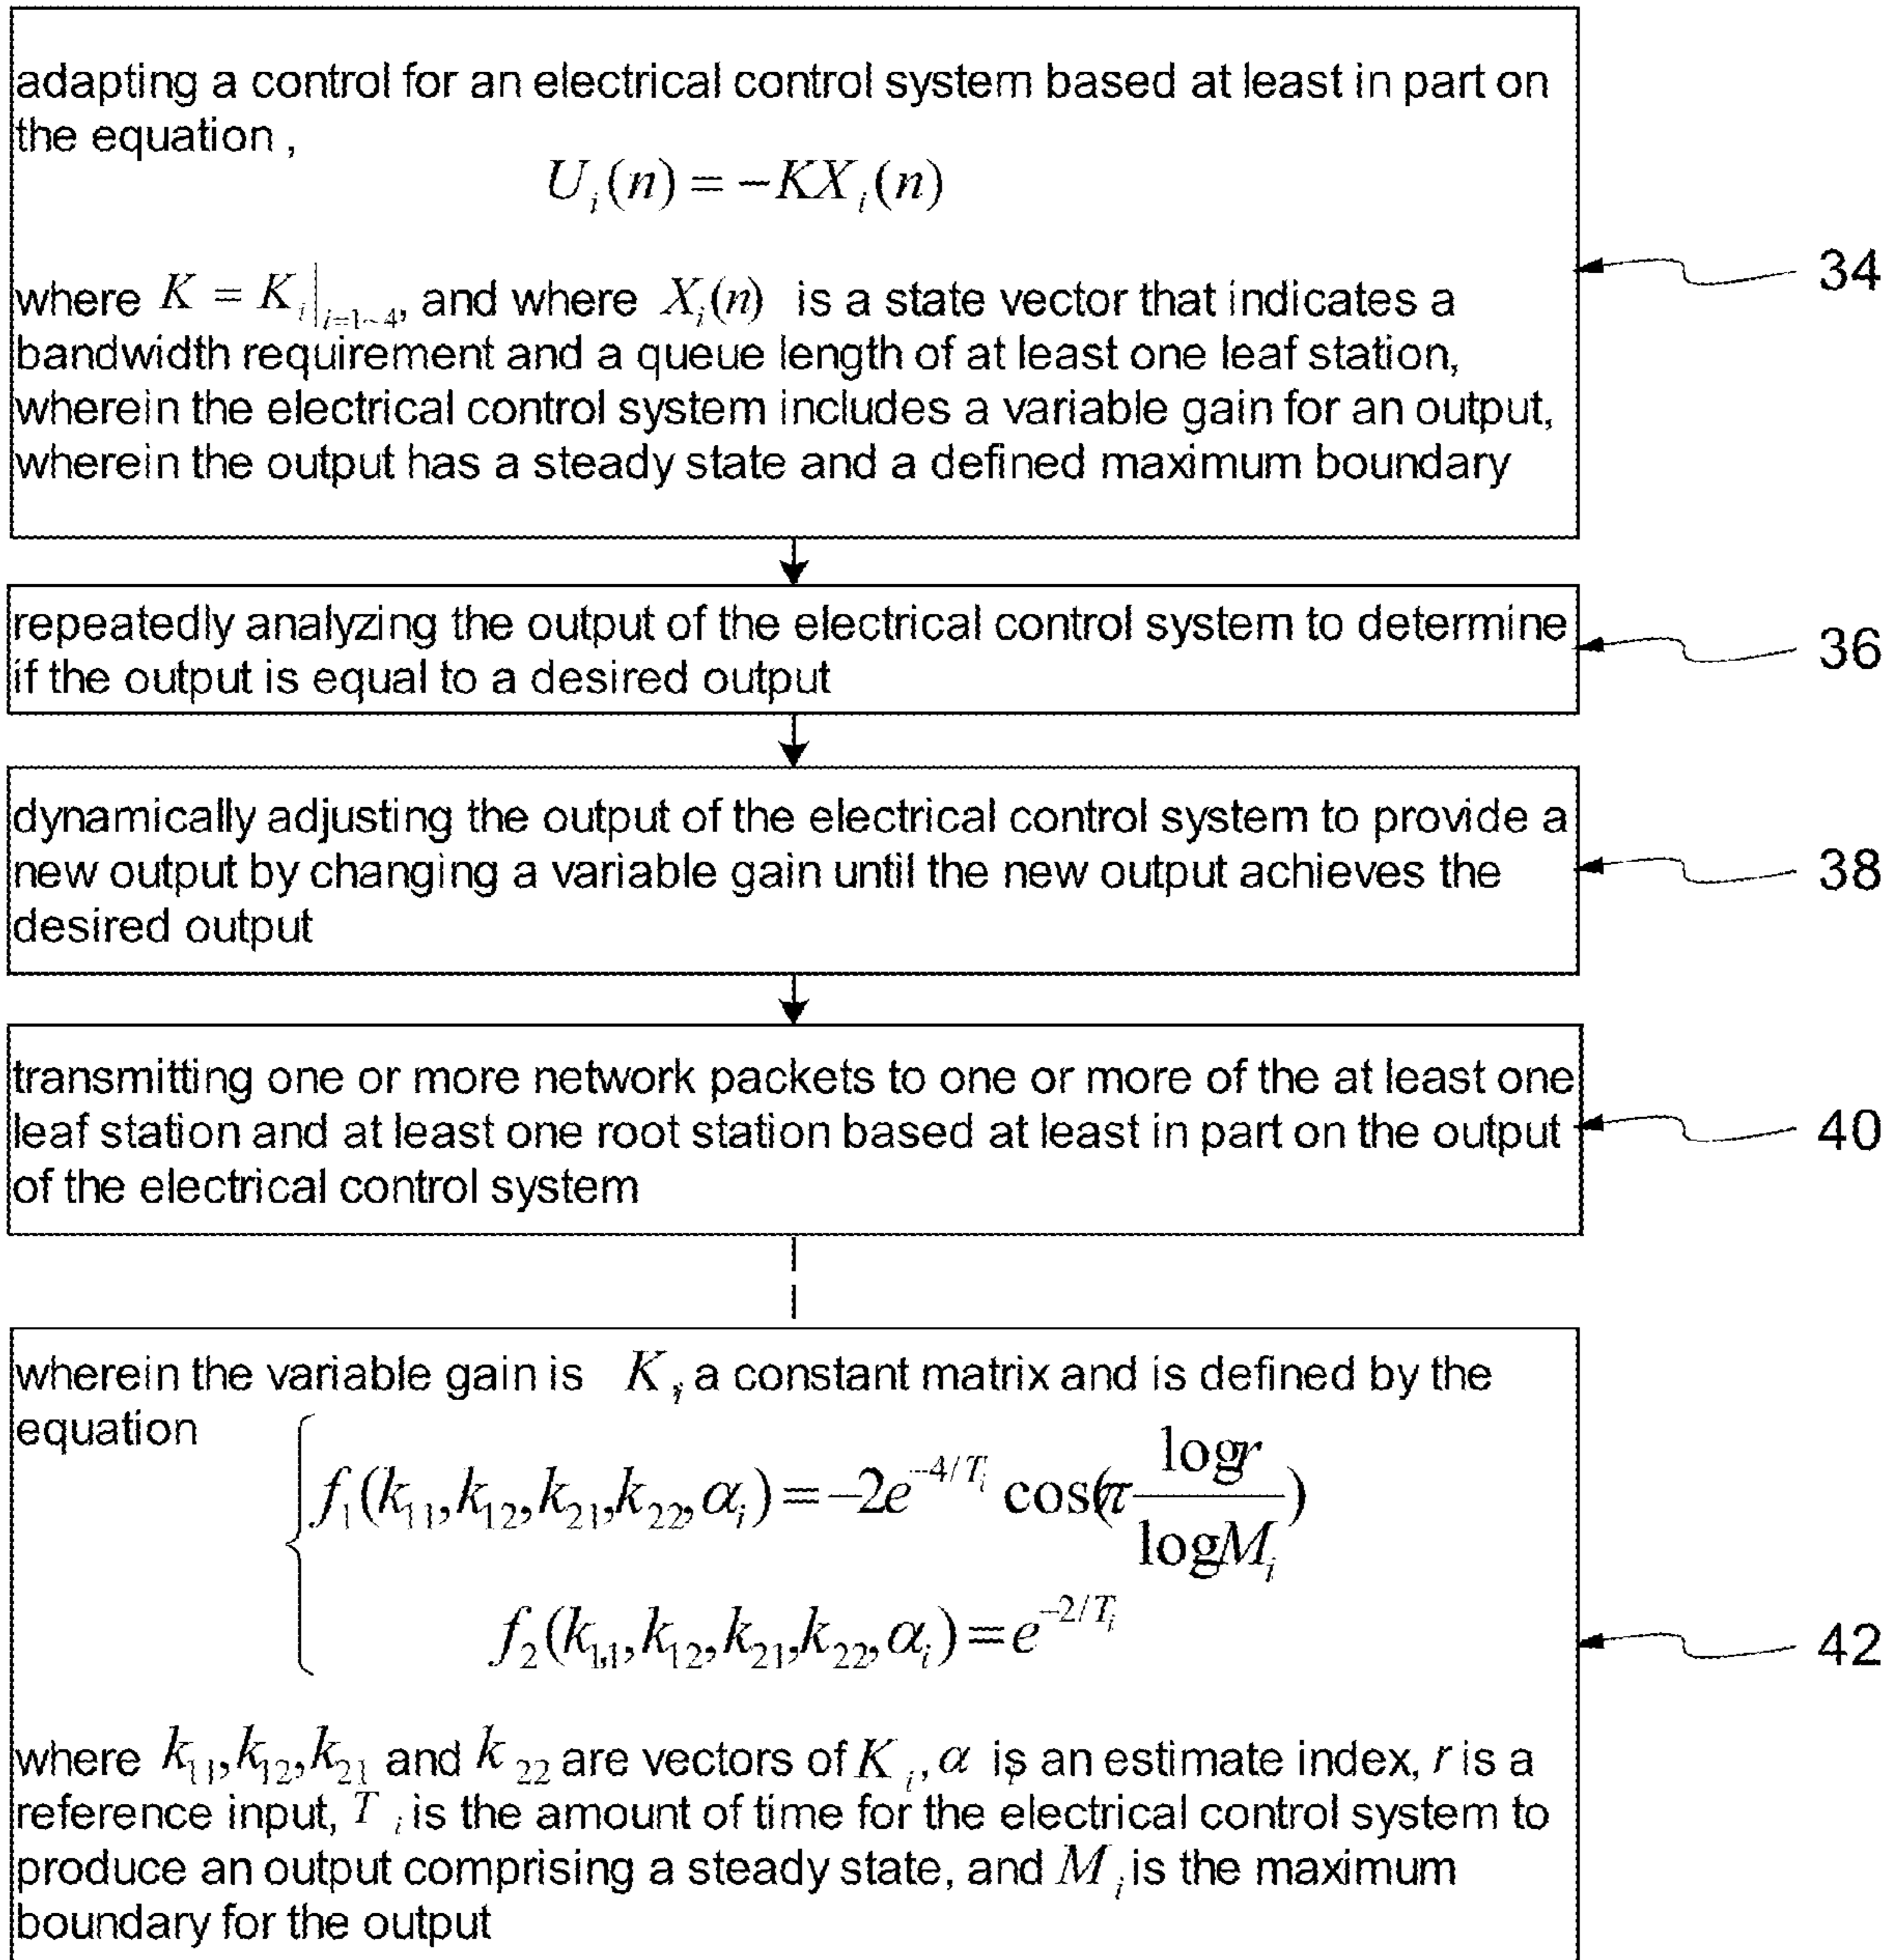 adapting a control for an electrical control system based at least in part on
the equation ,
U_i(n) = -KX_i(n)
where K = K_i|_{i=1~4}, and where X_i(n) is a state vector that indicates a
bandwidth requirement and a queue length of at least one leaf station,
wherein the electrical control system includes a variable gain for an output,
wherein the output has a steady state and a defined maximum boundary
34
repeatedly analyzing the output of the electrical control system to determine
if the output is equal to a desired output
36
dynamically adjusting the output of the electrical control system to provide a
new output by changing a variable gain until the new output achieves the
desired output
38
transmitting one or more network packets to one or more of the at least one
leaf station and at least one root station based at least in part on the output
of the electrical control system
40
wherein the variable gain is K_i, a constant matrix and is defined by the
equation
f_1(k_11, k_12, k_21, k_22, α_i) = -2e^{-4/T_i} cos(π log r / log M_i)
f_2(k_11, k_12, k_21, k_22, α_i) = e^{-2/T_i}
42
where k_11, k_12, k_21 and k_22 are vectors of K_i, α_i is an estimate index, r is a
reference input, T_i is the amount of time for the electrical control system to
produce an output comprising a steady state, and M_i is the maximum
boundary for the output